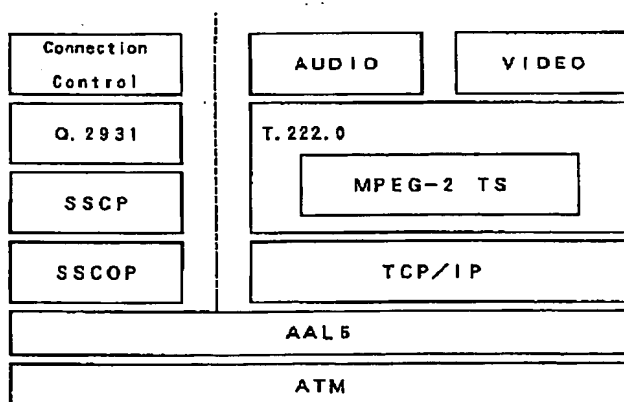 Connection
Control
Q.2931
SSCP
SSCOP
AUDIO
VIDEO
T.222.0
MPEG-2 TS
TCP/IP
AAL5
ATM